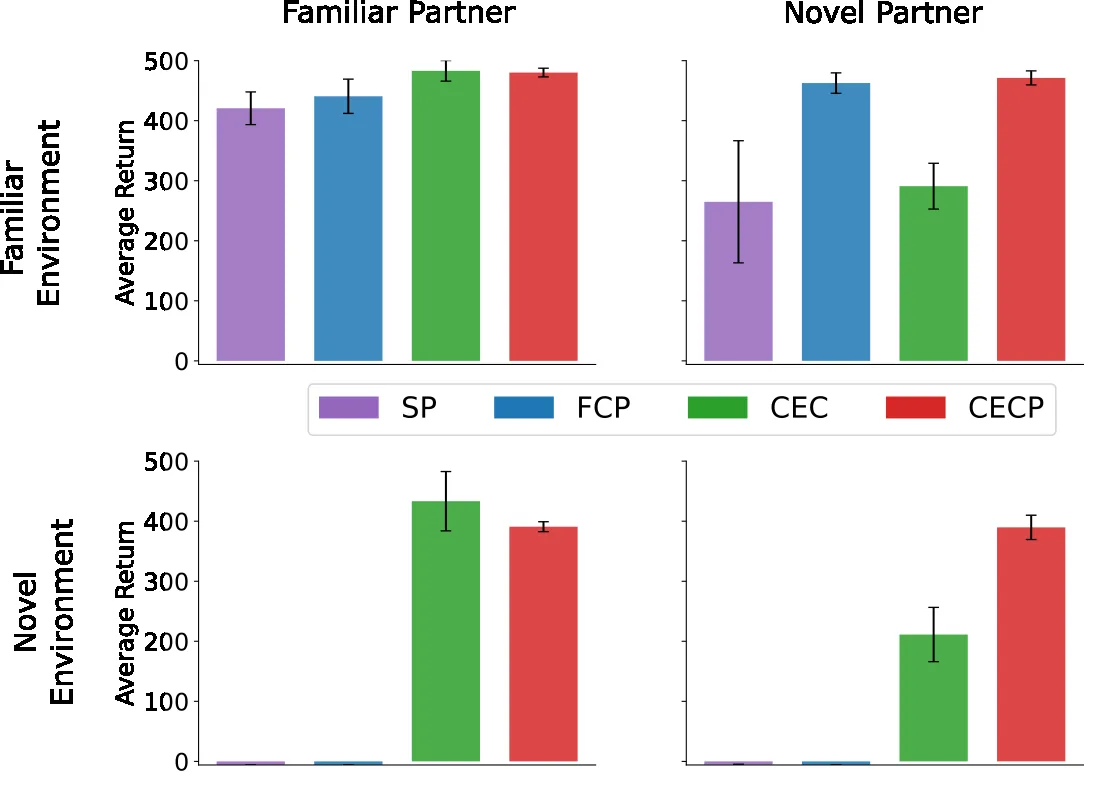 Familiar Partner
Novel Partner
Familiar
Environment
Average Return
500
400
300
200
100
0
SP
FCP
CEC
CECP
Novel
Environment
Average Return
500
400
300
200
100
0